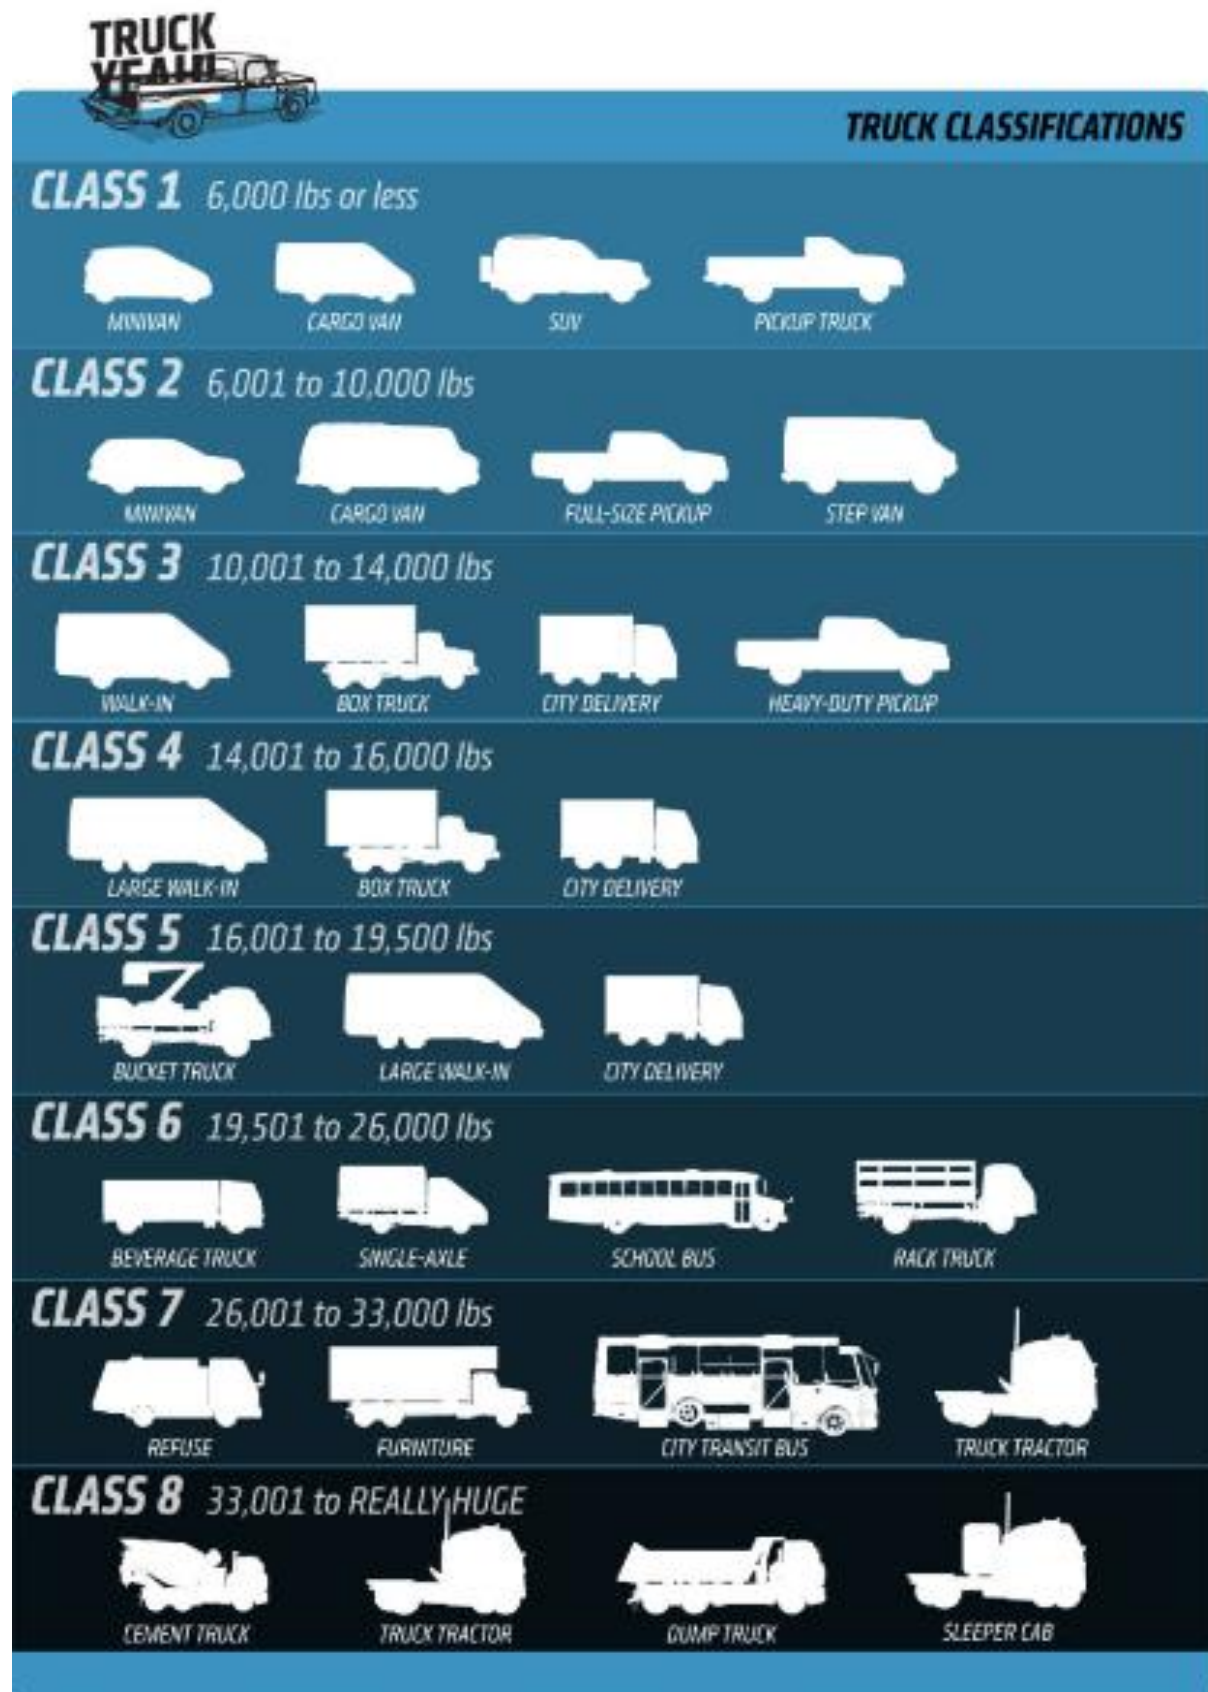 TRUCK
YEAH!
TRUCK CLASSIFICATIONS
CLASS 1 6,000 lbs or less
MINIVAN CARGO VAN SUV PICKUP TRUCK
CLASS 2 6,001 to 10,000 lbs
MINIVAN CARGO VAN FULL-SIZE PICKUP STEP VAN
CLASS 3 10,001 to 14,000 lbs
WALK-IN BOX TRUCK CITY DELIVERY HEAVY-DUTY PICKUP
CLASS 4 14,001 to 16,000 lbs
LARGE WALK-IN BOX TRUCK CITY DELIVERY
CLASS 5 16,001 to 19,500 lbs
BUCKET TRUCK LARGE WALK-IN CITY DELIVERY
CLASS 6 19,501 to 26,000 lbs
BEVERAGE TRUCK SINGLE-AXLE SCHOOL BUS RACK TRUCK
CLASS 7 26,001 to 33,000 lbs
REFUSE FURNITURE CITY TRANSIT BUS TRUCK TRACTOR
CLASS 8 33,001 to REALLY HUGE
CEMENT TRUCK TRUCK TRACTOR DUMP TRUCK SLEEPER CAB